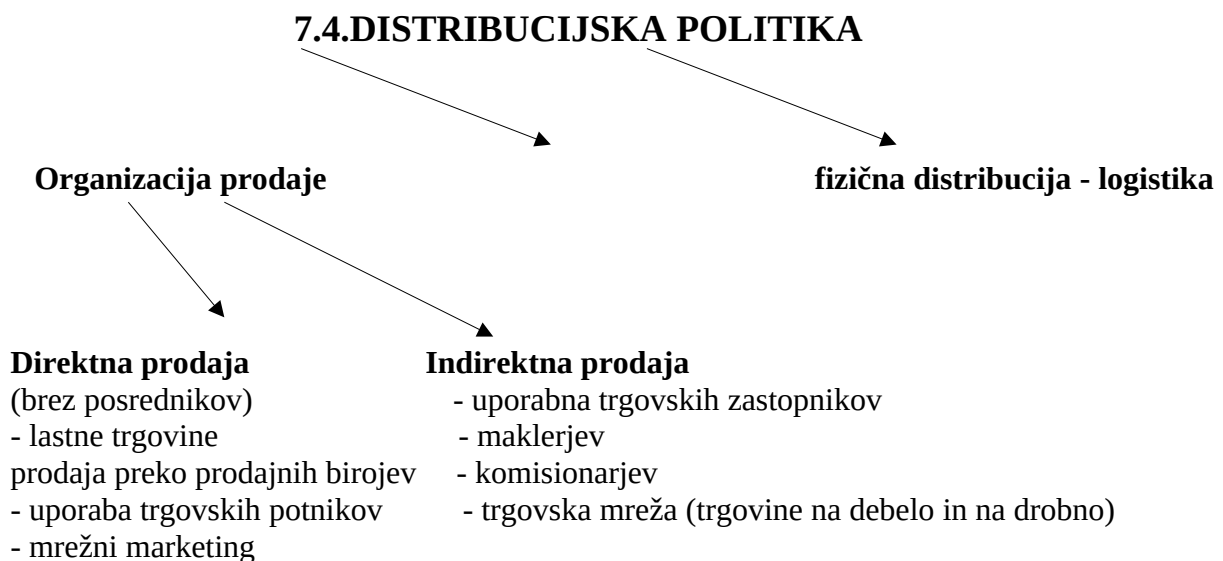 7.4.DISTRIBUCIJSKA POLITIKA
Organizacija prodaje fizična distribucija - logistika
Direktna prodaja Indirektna prodaja
(brez posrednikov) - uporabna trgovskih zastopnikov
- lastne trgovine - maklerjev
prodaja preko prodajnih birojev - komisionarjev
- uporaba trgovskih potnikov - trgovska mreža (trgovine na debelo in na drobno)
- mrežni marketing